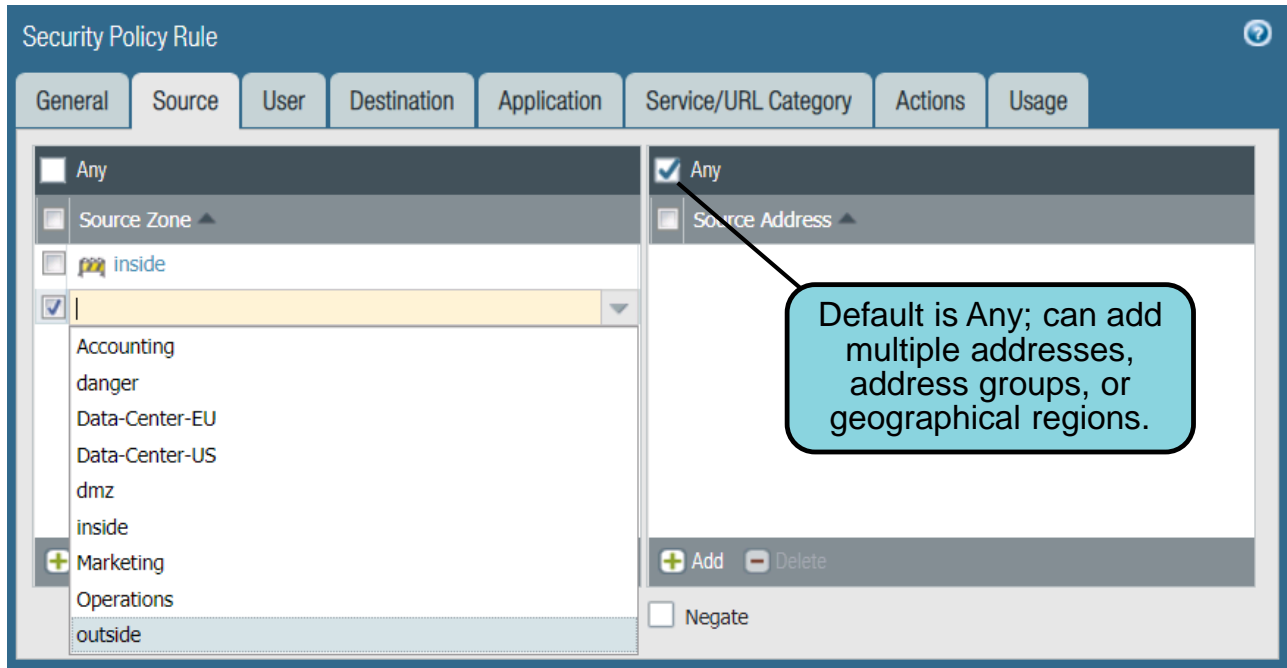 Security Policy Rule
General Source User Destination Application Service/URL Category Actions Usage
Any
Source Zone
inside
Accounting
danger
Data-Center-EU
Data-Center-US
dmz
inside
Marketing
Operations
outside
Any
Source Address
Default is Any; can add
multiple addresses,
address groups, or
geographical regions.
Add Delete
Negate